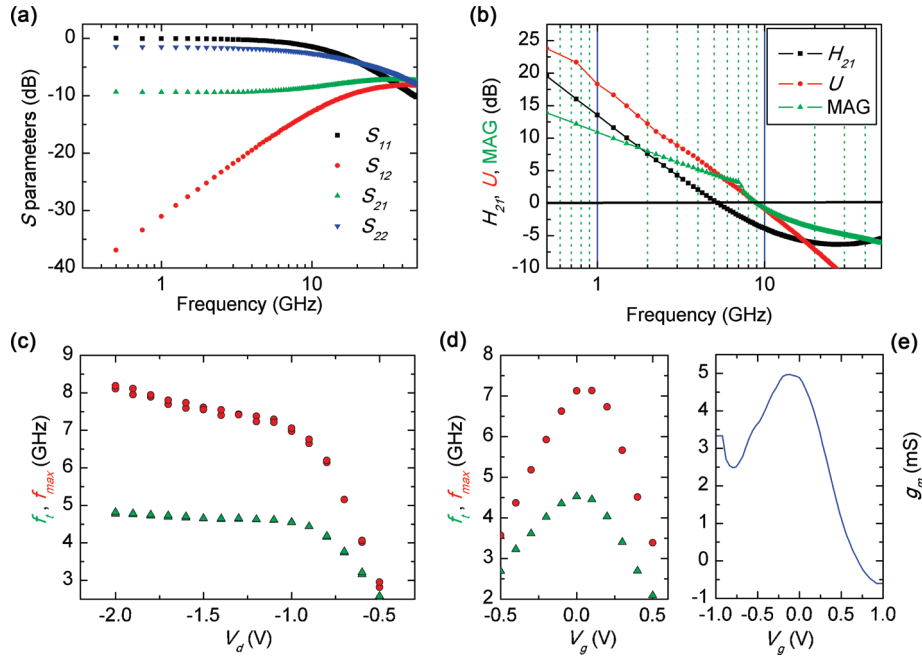 (a)
0
-10
-20
-30
-40
S parameters (dB)
S11
S12
S21
S22
1
10
Frequency (GHz)
(b)
25
20
15
10
5
0
-5
-10
H21, U, MAG (dB)
H21
U
MAG
1
10
Frequency (GHz)
(c)
9
8
7
6
5
4
3
ft, fmax (GHz)
-2.0
-1.5
-1.0
-0.5
Vd (V)
(d)
8
7
6
5
4
3
2
ft, fmax (GHz)
-0.5
0.0
0.5
Vg (V)
(e)
5
4
3
2
1
0
-1
gm (mS)
-1.0
-0.5
0.0
0.5
1.0
Vg (V)